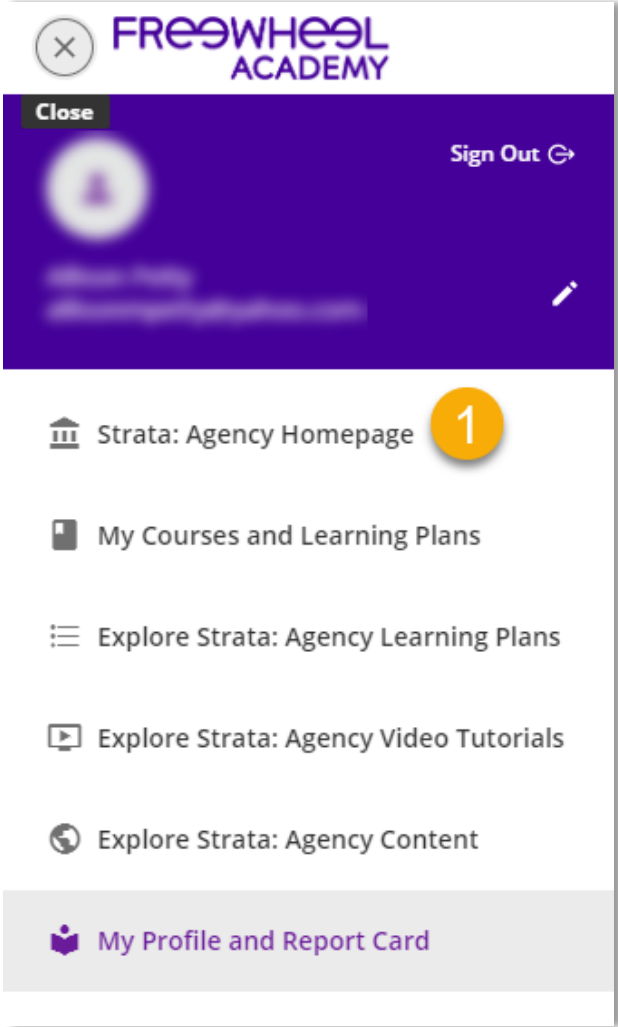 FREEWHEEL
ACADEMY
Close
Sign Out
Strata: Agency Homepage
1
My Courses and Learning Plans
Explore Strata: Agency Learning Plans
Explore Strata: Agency Video Tutorials
Explore Strata: Agency Content
My Profile and Report Card